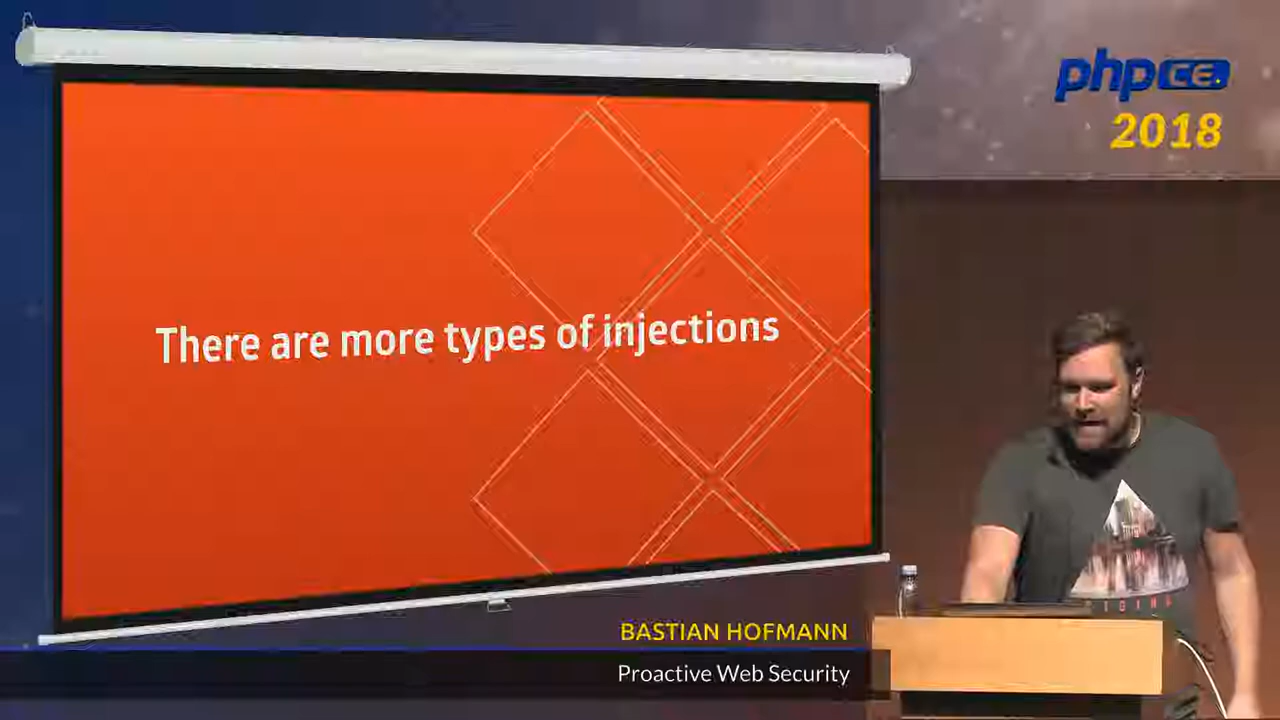 phpce.
2018
There are more types of injections
BASTIAN HOFMANN
Proactive Web Security